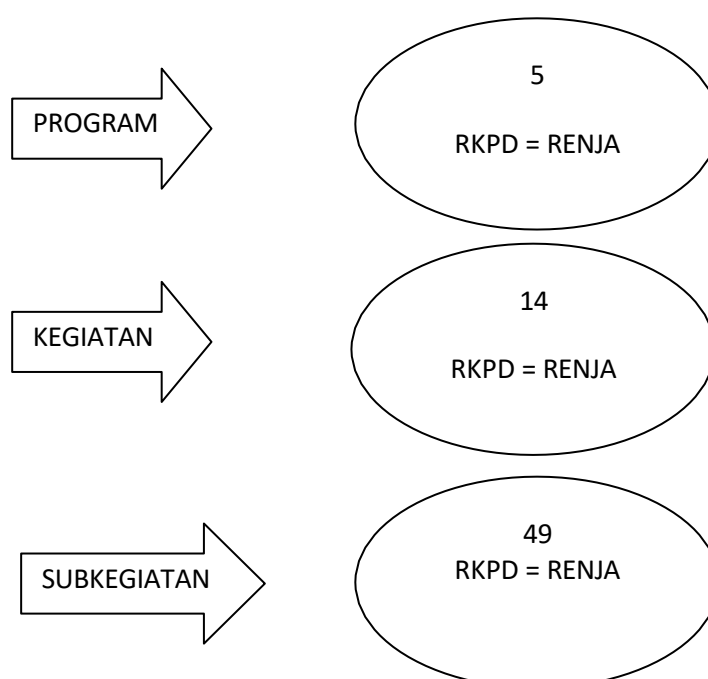 PROGRAM
5
RKPD = RENJA
KEGIATAN
14
RKPD = RENJA
SUBKEGIATAN
49
RKPD = RENJA